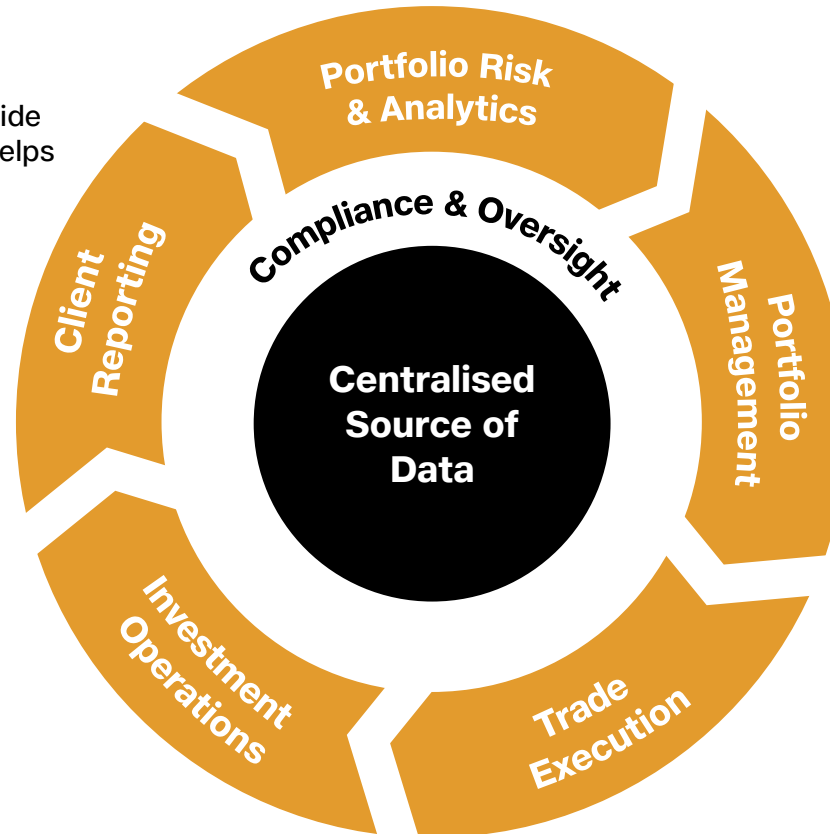 ide
elps
Portfolio Risk
& Analytics
Compliance & Oversight
Centralised
Source of
Data
Portfolio
Management
Trade
Execution
Investment
Operations
Client
Reporting